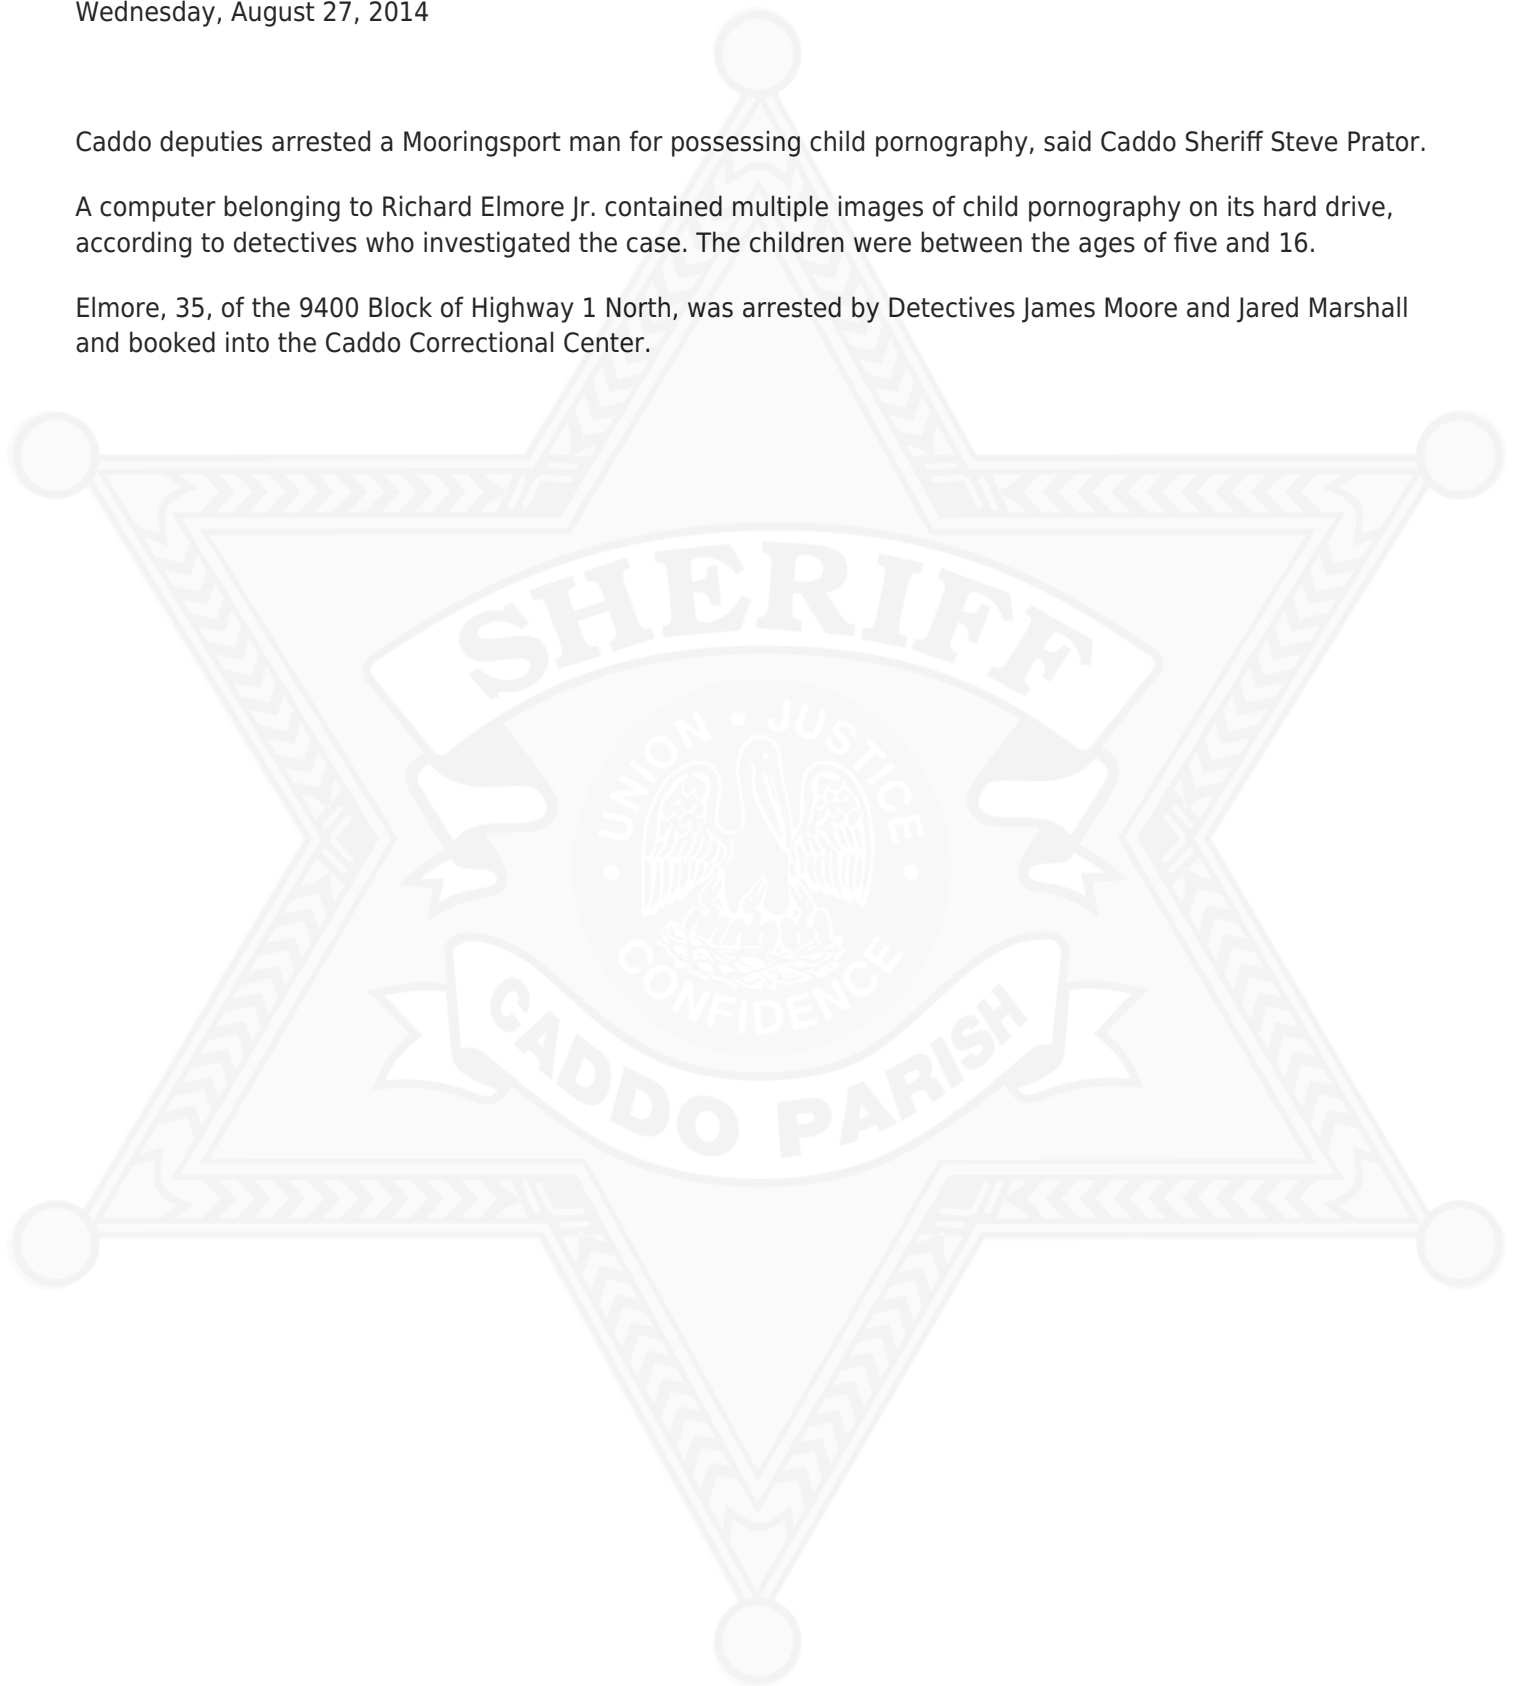 Wednesday, August 27, 2014
Caddo deputies arrested a Mooringsport man for possessing child pornography, said Caddo Sheriff Steve Prator.
A computer belonging to Richard Elmore Jr. contained multiple images of child pornography on its hard drive,
according to detectives who investigated the case. The children were between the ages of five and 16.
Elmore, 35, of the 9400 Block of Highway 1 North, was arrested by Detectives James Moore and Jared Marshall
and booked into the Caddo Correctional Center.
SHERIFF
UNION • JUSTICE
• CONFIDENCE •
CADDO PARISH